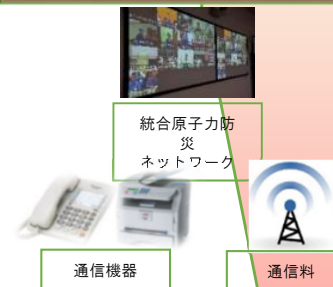 統合原子力防
災
ネットワーク
通信機器
通信料